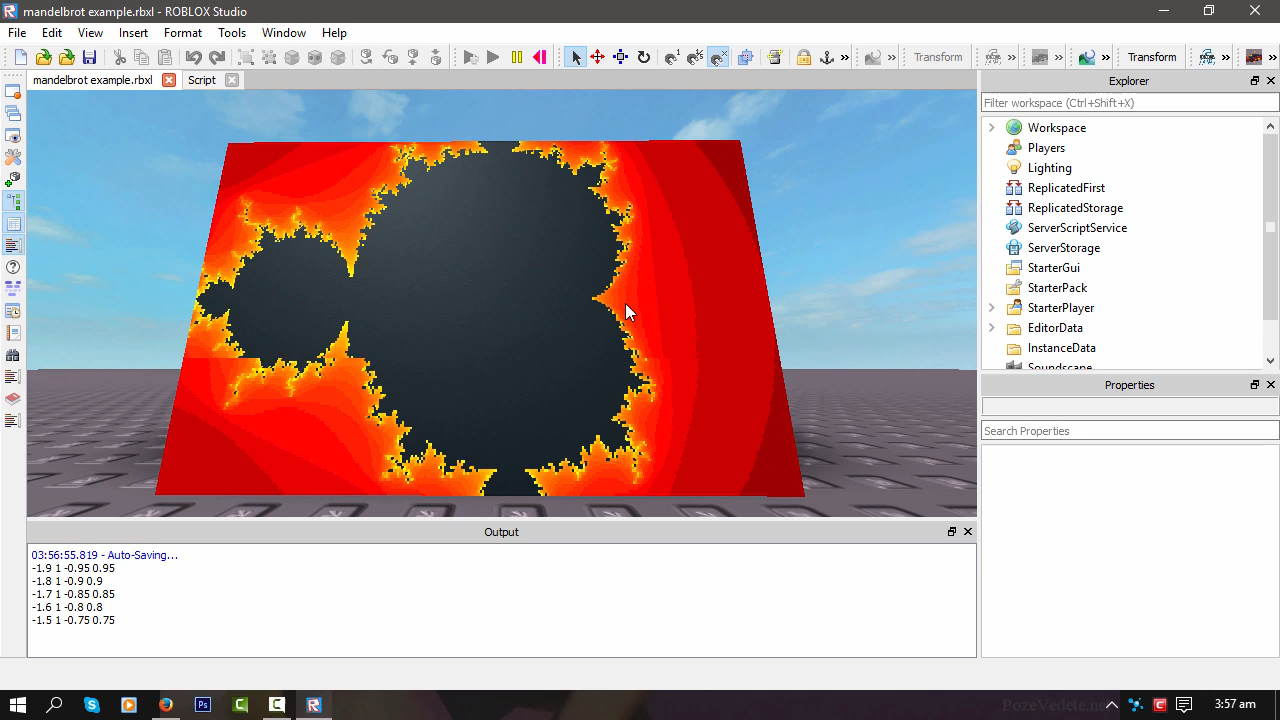 mandelbrot example.rbxl - ROBLOX Studio
File Edit View Insert Format Tools Window Help
Transform Transform
mandelbrot example.rbxl Script
Explorer
Filter workspace (Ctrl+Shift+X)
Workspace
Players
Lighting
ReplicatedFirst
ReplicatedStorage
ServerScriptService
ServerStorage
StarterGui
StarterPack
StarterPlayer
EditorData
InstanceData
Soundscape
Properties
Search Properties
Output
03:56:55.819 - Auto-Saving...
-1.9 1 -0.95 0.95
-1.8 1 -0.9 0.9
-1.7 1 -0.85 0.85
-1.6 1 -0.8 0.8
-1.5 1 -0.75 0.75
Ps
PozeVedete.net
3:57 am